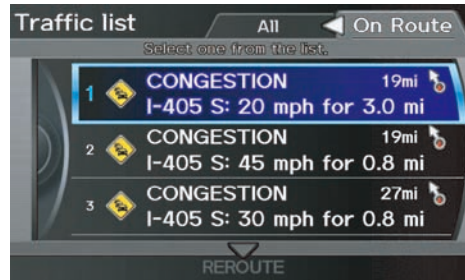 Traffic list
All
On Route
Select one from the list.
1 CONGESTION 19mi
I-405 S: 20 mph for 3.0 mi
2 CONGESTION 19mi
I-405 S: 45 mph for 0.8 mi
3 CONGESTION 27mi
I-405 S: 30 mph for 0.8 mi
REROUTE